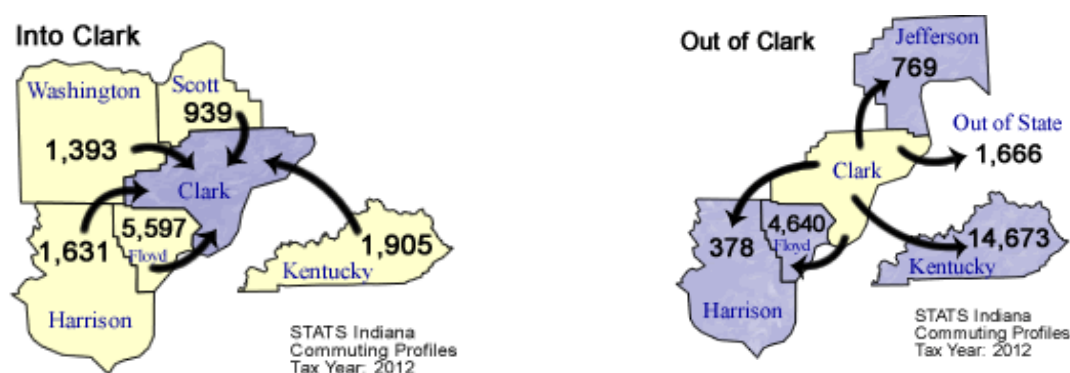 Into Clark
Washington
1,393
Scott
939
Clark
1,631
5,597
Floyd
1,905
Kentucky
Harrison
STATS Indiana
Commuting Profiles
Tax Year: 2012
Out of Clark
Jefferson
769
Out of State
1,666
Clark
378
4,640
Floyd
14,673
Kentucky
Harrison
STATS Indiana
Commuting Profiles
Tax Year: 2012